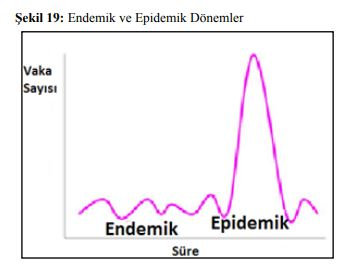 Şekil 19: Endemik ve Epidemik Dönemler
Vaka
Sayısı
Endemik
Epidemik
Süre